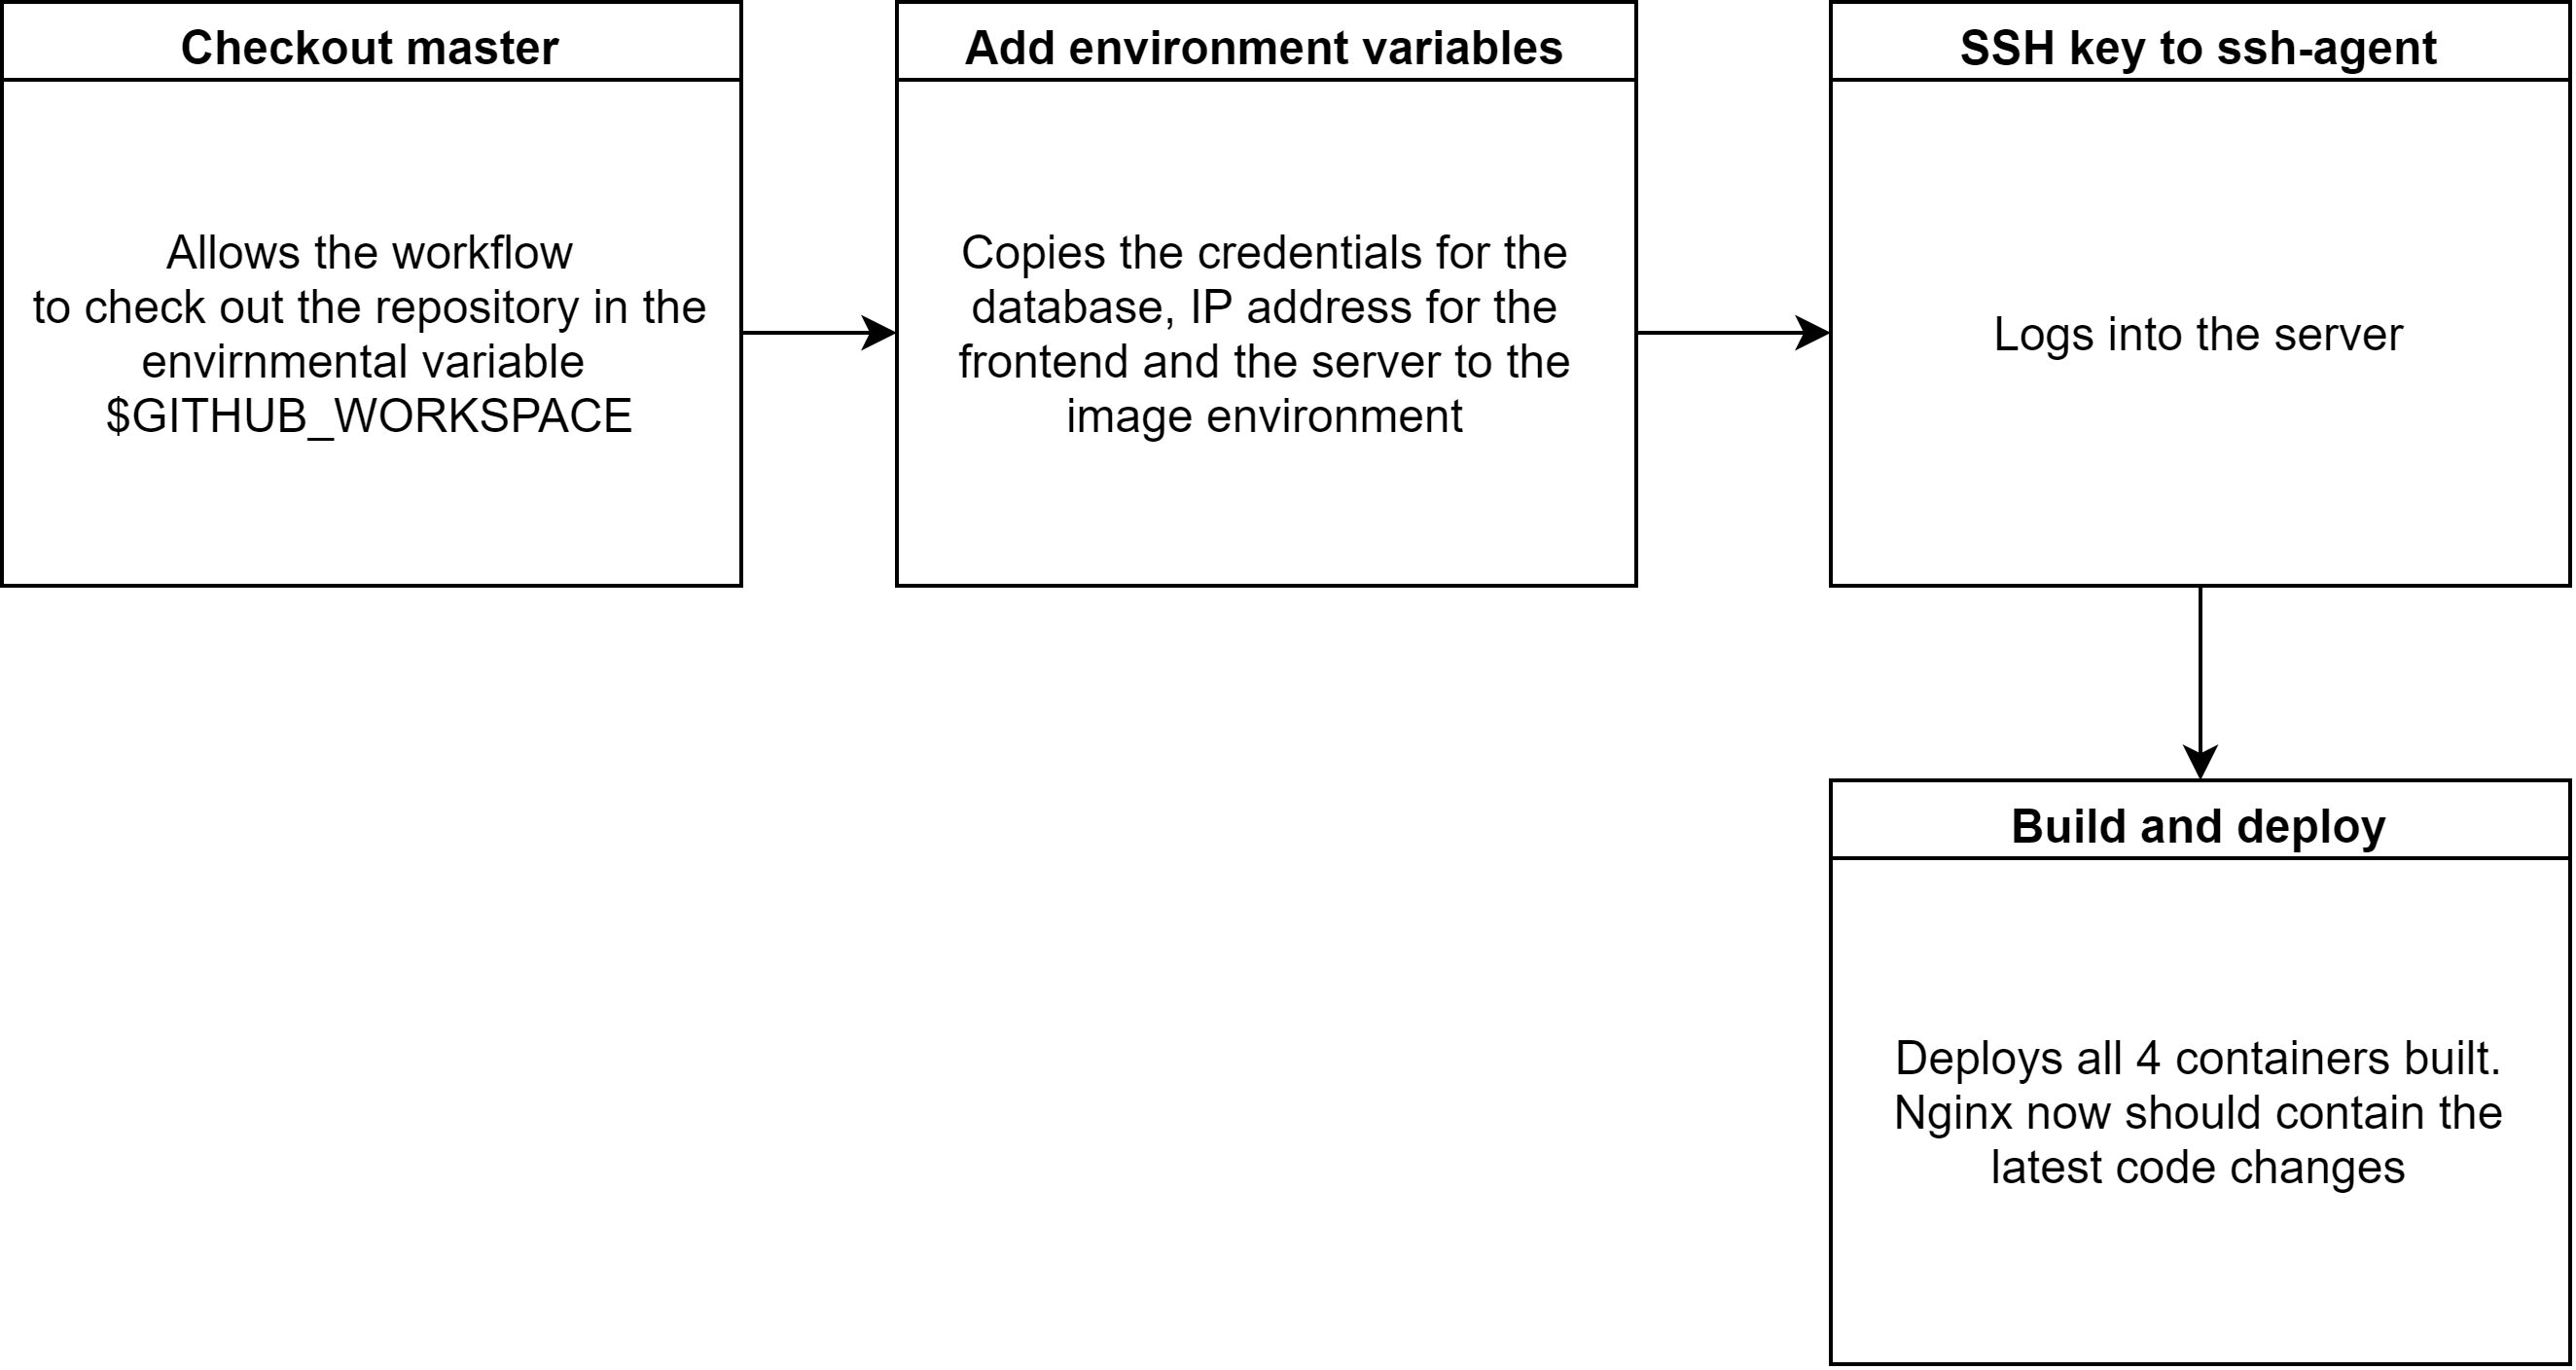 Checkout master
Allows the workflow
to check out the repository in the
envirnmental variable
$GITHUB_WORKSPACE
Add environment variables
Copies the credentials for the
database, IP address for the
frontend and the server to the
image environment
SSH key to ssh-agent
Logs into the server
Build and deploy
Deploys all 4 containers built.
Nginx now should contain the
latest code changes